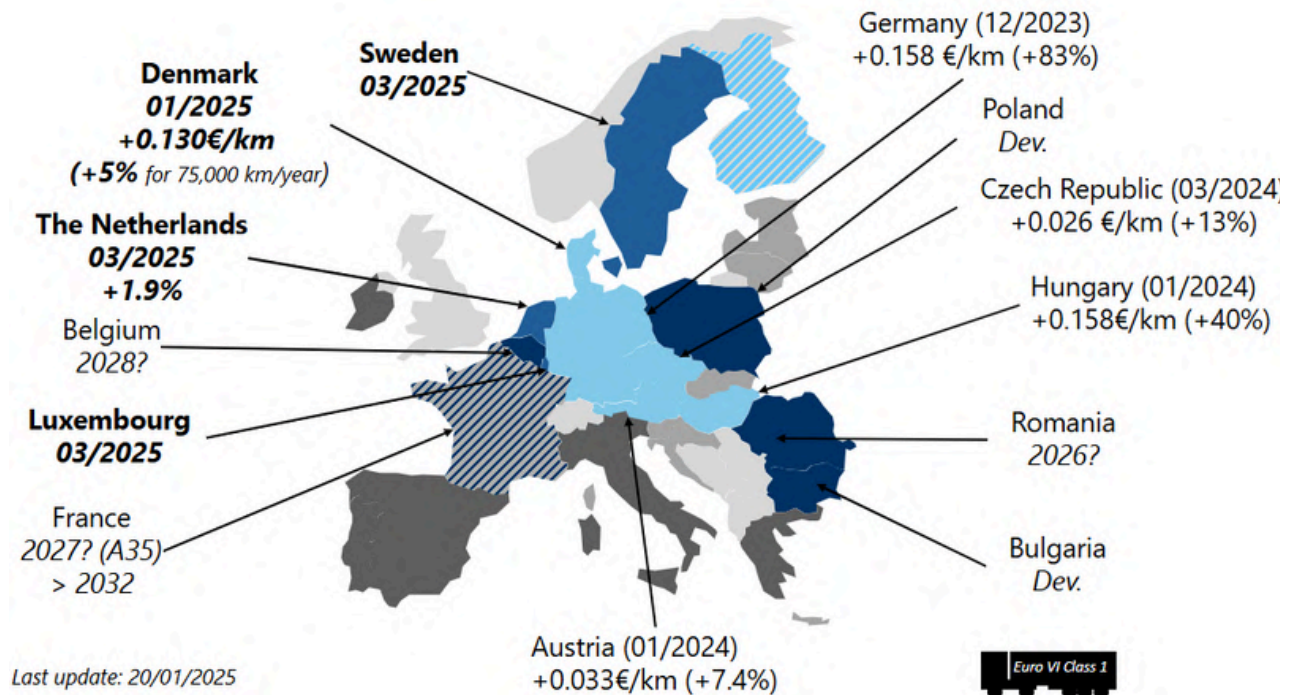 Germany (12/2023)
+0.158 €/km (+83%)
Sweden
03/2025
Denmark
01/2025
+0.130€/km
(+5% for 75,000 km/year)
Poland
Dev.
Czech Republic (03/2024)
+0.026 €/km (+13%)
The Netherlands
03/2025
+1.9%
Hungary (01/2024)
+0.158€/km (+40%)
Belgium
2028?
Luxembourg
03/2025
Romania
2026?
France
2027? (A35)
> 2032
Bulgaria
Dev.
Austria (01/2024)
+0.033€/km (+7.4%)
Last update: 20/01/2025
Euro VI Class 1